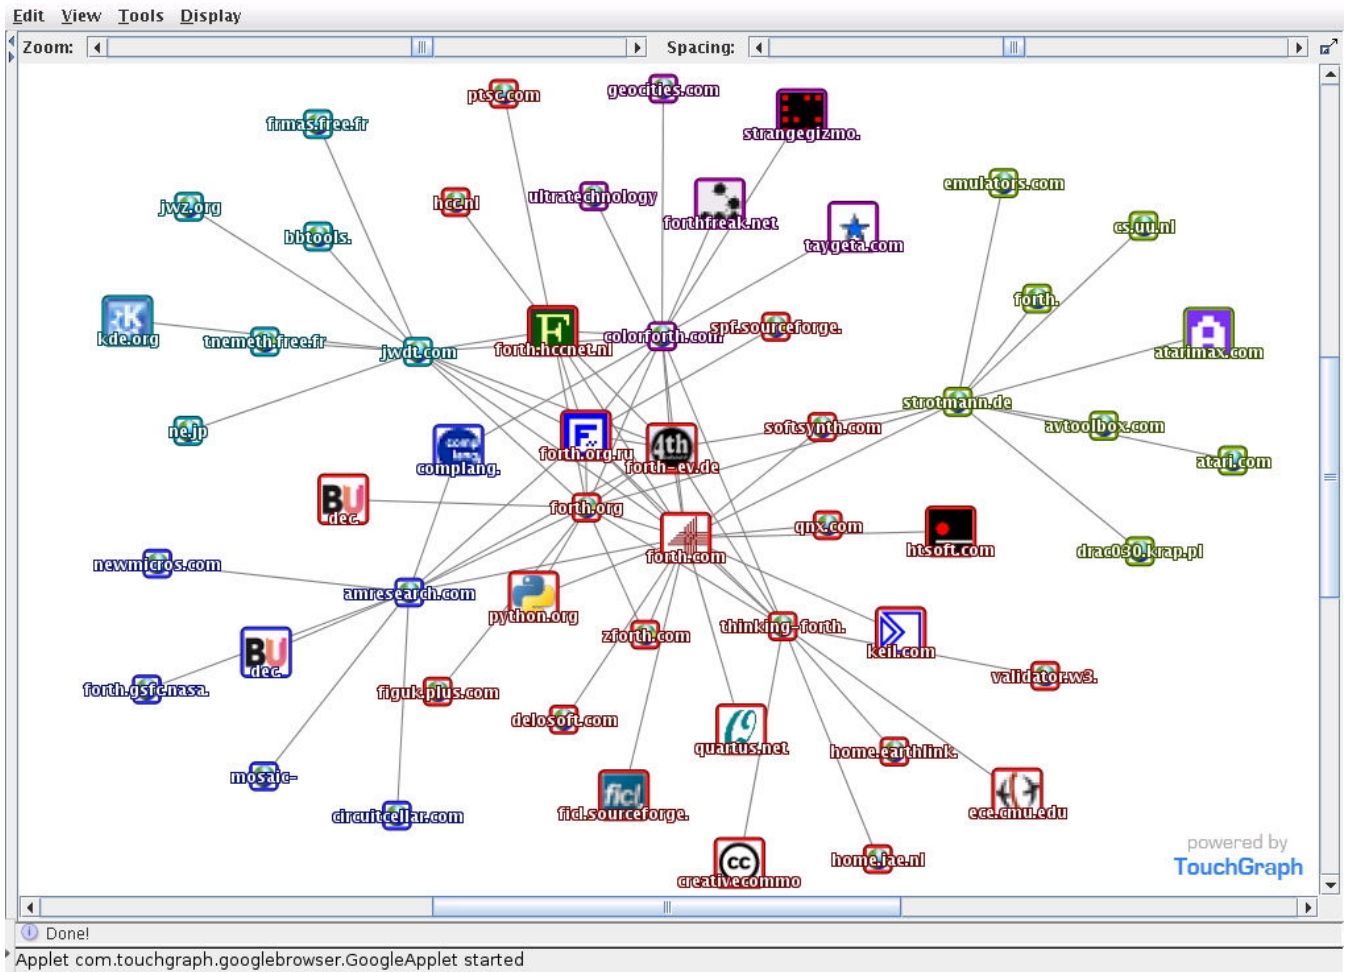 Edit View Tools Display
Zoom: Spacing:
ptsc.com
geocities.com
frmas.free.fr
strangegizmo.
emulators.com
jwz.org
hcc.nl
ultratechnology
forthfreak.net
cs.uu.nl
bbtools.
taygeta.com
forth.
kde.org
tnemeth.free.fr
jwdt.com
F
forth.hccnet.nl
colorforth.com
spf.sourceforge.
atarimax.com
strotmann.de
ne.jp
softsynth.com
avtoolbox.com
complang.
F
forth.org.ru
4th
forth-ev.de
atari.com
BU
dec.
forth.org
qnx.com
htsoft.com
drac030.krap.pl
forth.com
newmicros.com
amresearch.com
python.org
zforth.com
thinking-forth.
keil.com
BU
dec.
validator.w3.
forth.gsfc.nasa.
figuk.plus.com
delosoft.com
quartus.net
home.earthlink.
mosaic-
circuitcellar.com
ficl
ficl.sourceforge.
ece.cmu.edu
cc
creativecommo
home.iae.nl
powered by
TouchGraph
Done!
Applet com.touchgraph.googlebrowser.GoogleApplet started